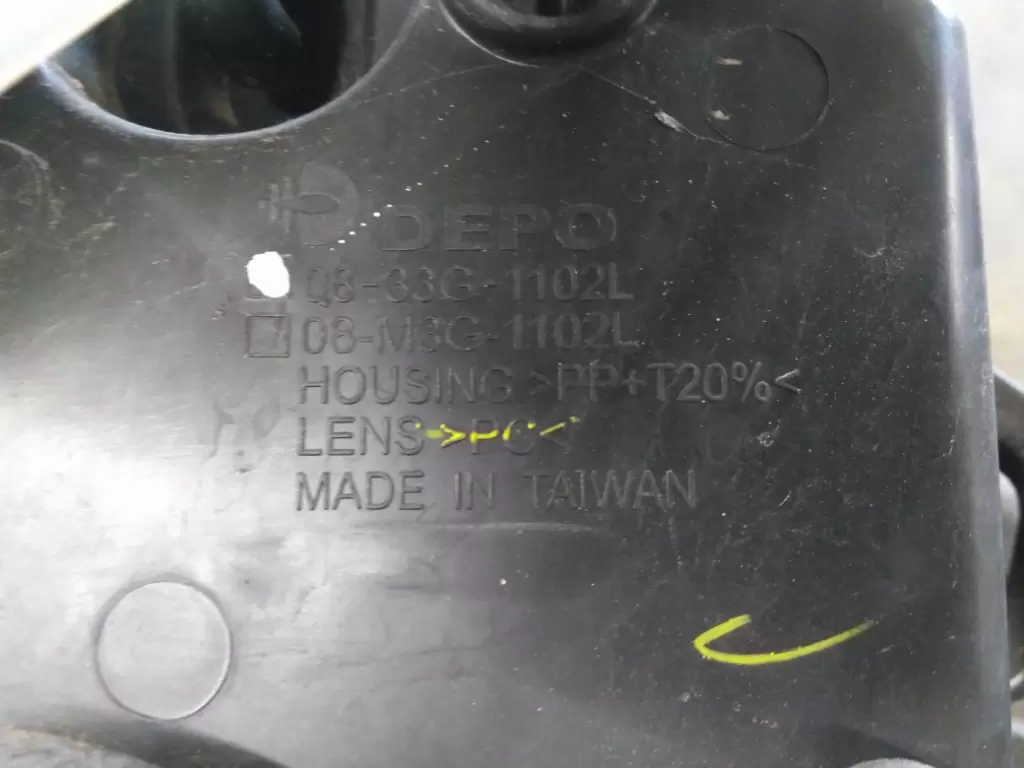 DEPO
08-33G-1102L
08-M3G-1102L
HOUSING >PP+T20%<
LENS >PC<
MADE IN TAIWAN